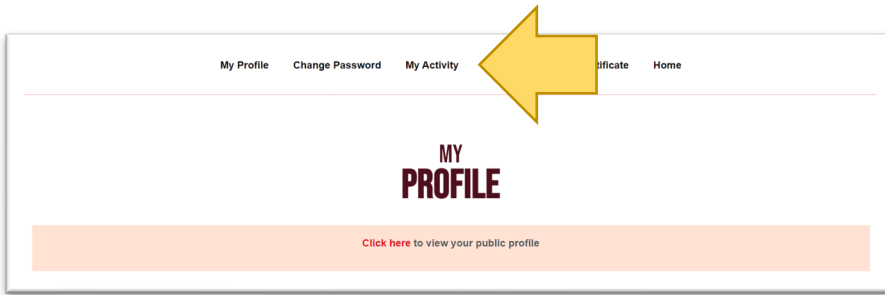 My Profile Change Password My Activity Home
MY
PROFILE
Click here to view your public profile